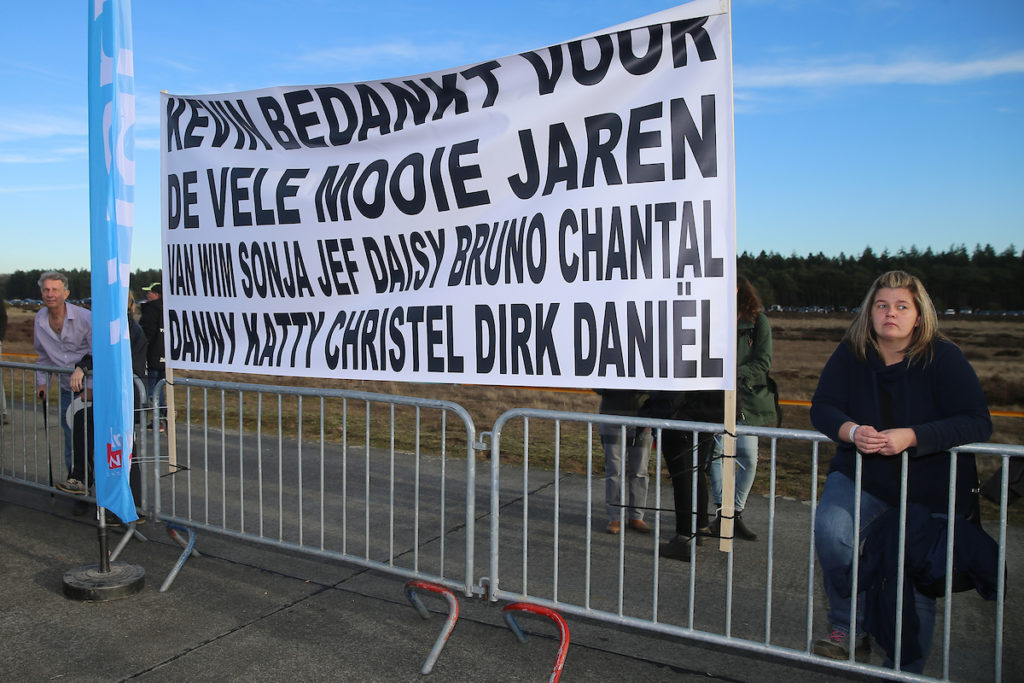 KEVIN BEDANKT VOOR
DE VELE MOOIE JAREN
VAN WIM SONJA JEF DAISY BRUNO CHANTAL
DANNY KATTY CHRISTEL DIRK DANIËL